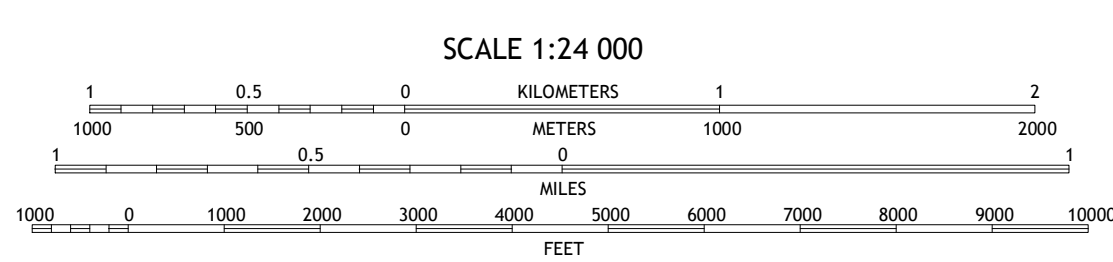 SCALE 1:24 000
1 0.5 0 KILOMETERS 1 2
1000 500 0 METERS 1000 2000
1 0.5 0 1
MILES
1000 0 1000 2000 3000 4000 5000 6000 7000 8000 9000 10000
FEET